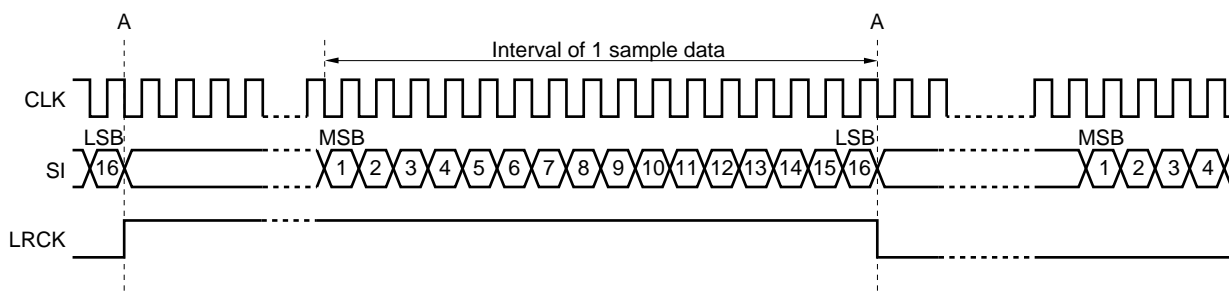 A A
Interval of 1 sample data
CLK
LSB MSB LSB MSB
SI 16 1 2 3 4 5 6 7 8 9 10 11 12 13 14 15 16 1 2 3 4
LRCK